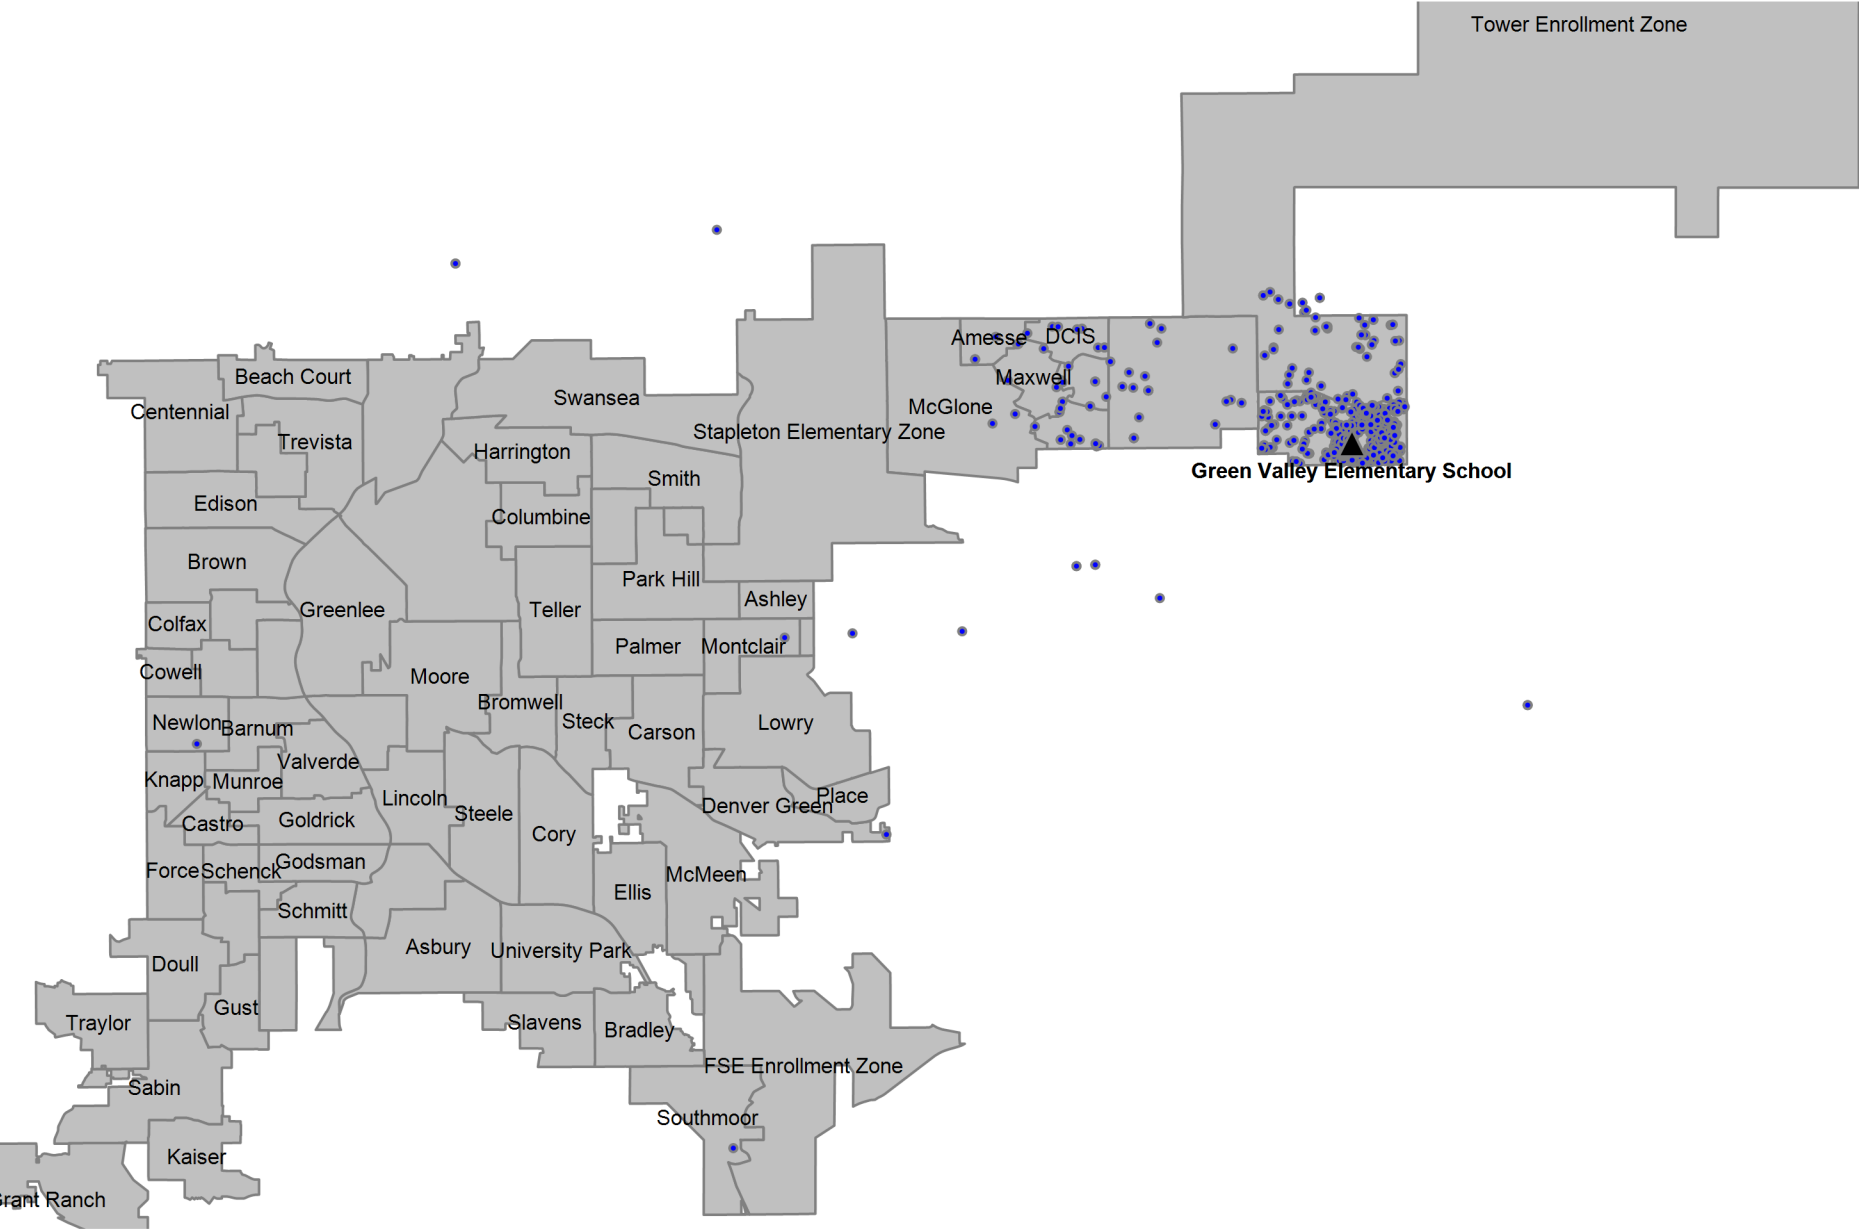 Tower Enrollment Zone
Amesse
DCIS
Beach Court
Maxwell
Swansea
Centennial
McGlone
Stapleton Elementary Zone
Trevista
Harrington
Green Valley Elementary School
Smith
Edison
Columbine
Brown
Park Hill
Ashley
Greenlee
Teller
Colfax
Palmer
Montclair
Cowell
Moore
Bromwell
Newlon
Barnum
Steck
Carson
Lowry
Valverde
Knapp
Munroe
Lincoln
Place
Denver Green
Steele
Castro
Goldrick
Cory
Godsman
Force
Schenck
McMeen
Ellis
Schmitt
Asbury
University Park
Doull
Gust
Traylor
Slavens
Bradley
FSE Enrollment Zone
Sabin
Southmoor
Kaiser
Grant Ranch